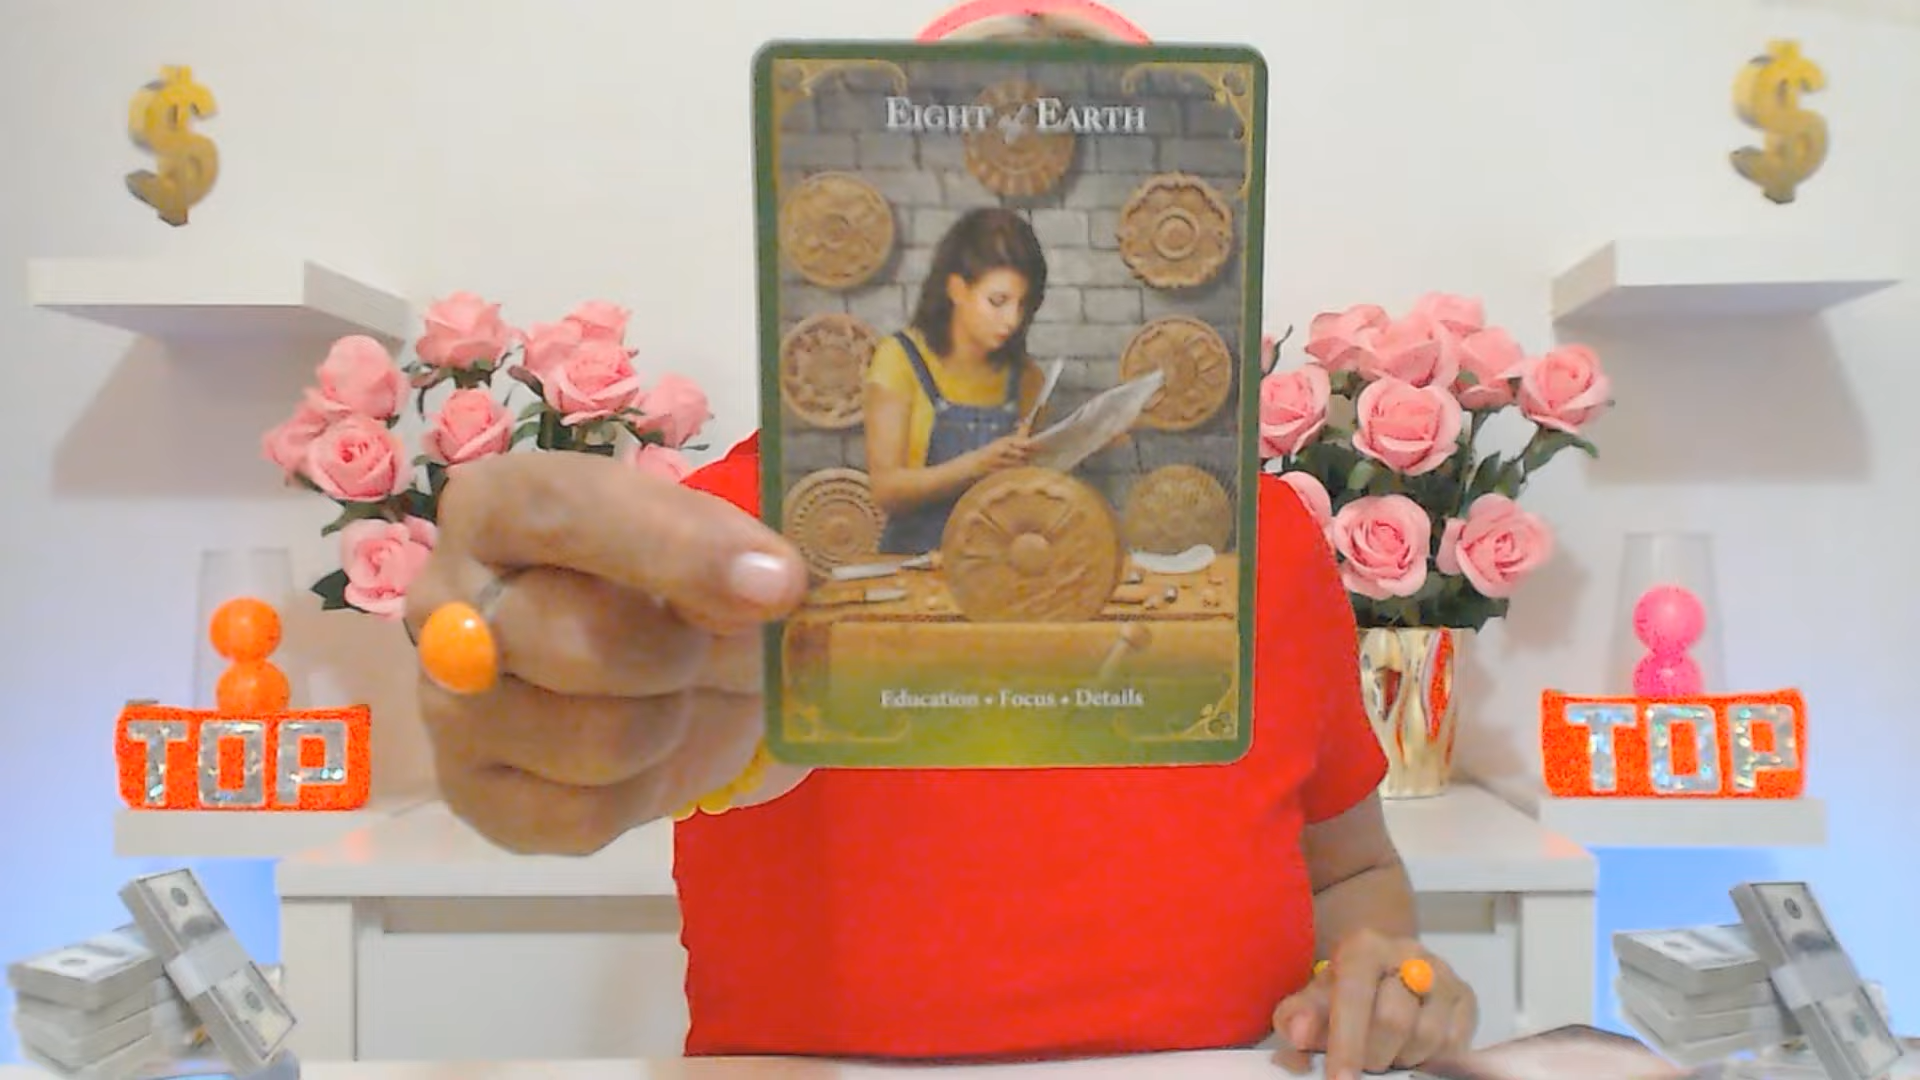 Eight of Earth
Education • Focus • Details
TOP
TOP
$
$